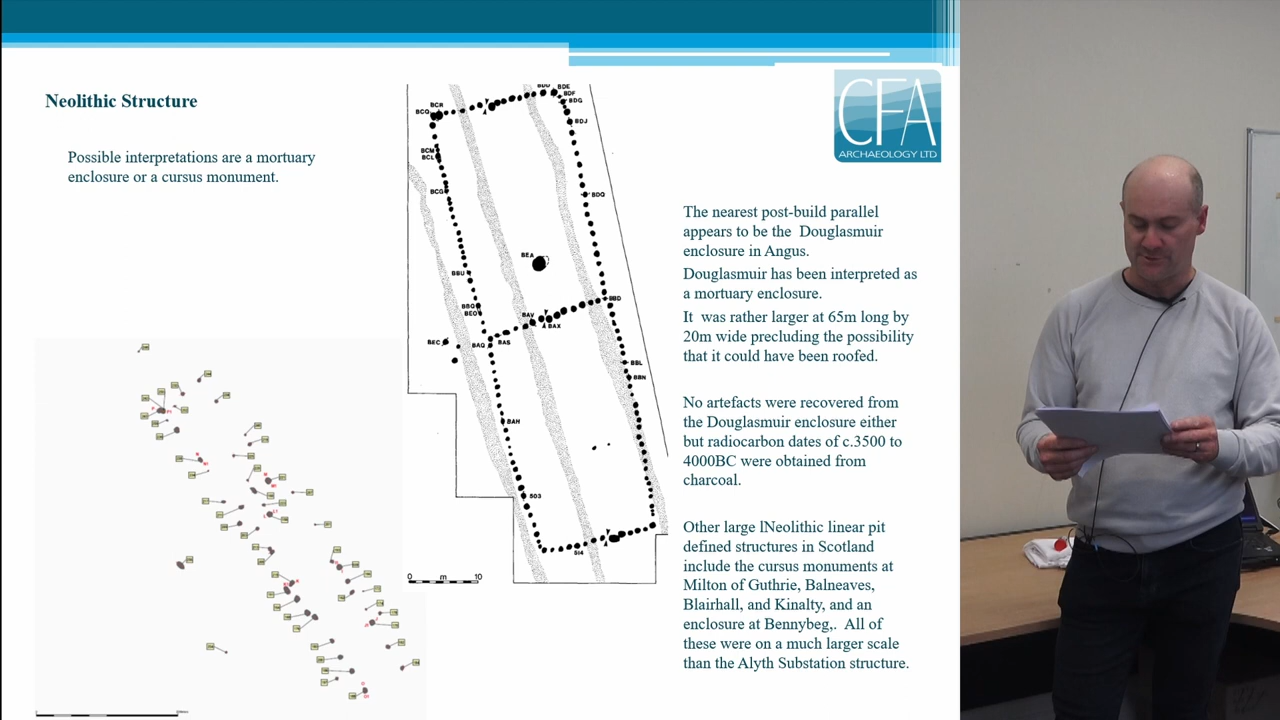 Neolithic Structure
Possible interpretations are a mortuary
enclosure or a cursus monument.
BDD
BDE
BDF
BDG
BCR
BCQ
BDJ
BCM
BCL
BCG
BDQ
BEA
BBU
BBQ
BEO
BBD
BAV
BAX
BEC
BAQ
BAS
BBL
BBN
BAH
503
514
0 m 10
CFA
ARCHAEOLOGY LTD
The nearest post-build parallel
appears to be the Douglasmuir
enclosure in Angus.
Douglasmuir has been interpreted as
a mortuary enclosure.
It was rather larger at 65m long by
20m wide precluding the possibility
that it could have been roofed.
No artefacts were recovered from
the Douglasmuir enclosure either
but radiocarbon dates of c.3500 to
4000BC were obtained from
charcoal.
Other large lNeolithic linear pit
defined structures in Scotland
include the cursus monuments at
Milton of Guthrie, Balneaves,
Blairhall, and Kinalty, and an
enclosure at Bennybeg,. All of
these were on a much larger scale
than the Alyth Substation structure.